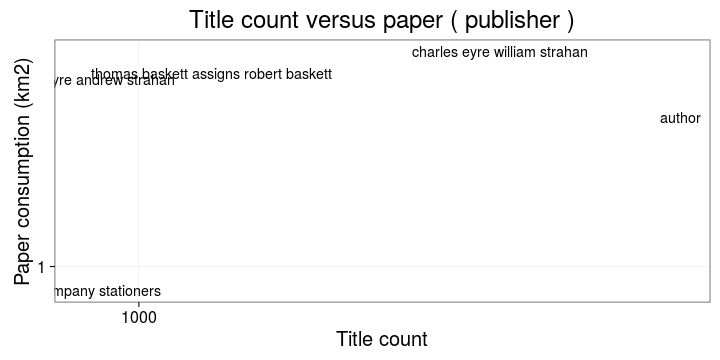 Title count versus paper ( publisher )
charles eyre william strahan
thomas baskett assigns robert baskett
yre andrew strahan
author
Paper consumption (km2)
1
mpany stationers
1000
Title count